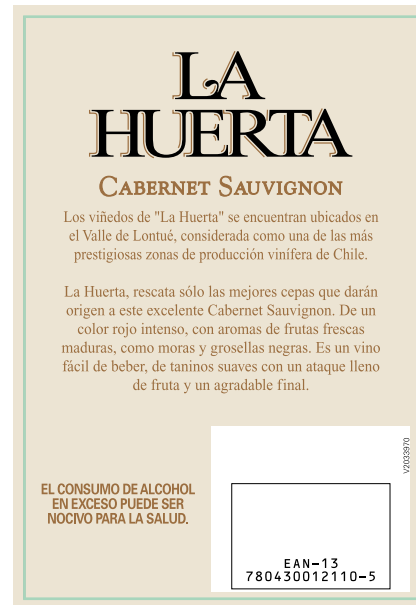 LA
HUERTA
CABERNET SAUVIGNON
Los viñedos de "La Huerta" se encuentran ubicados en
el Valle de Lontué, considerada como una de las más
prestigiosas zonas de producción vinífera de Chile.
La Huerta, rescata sólo las mejores cepas que darán
origen a este excelente Cabernet Sauvignon. De un
color rojo intenso, con aromas de frutas frescas
maduras, como moras y grosellas negras. Es un vino
fácil de beber, de taninos suaves con un ataque lleno
de fruta y un agradable final.
V2033970
EL CONSUMO DE ALCOHOL
EN EXCESO PUEDE SER
NOCIVO PARA LA SALUD.
EAN-13
780430012110-5